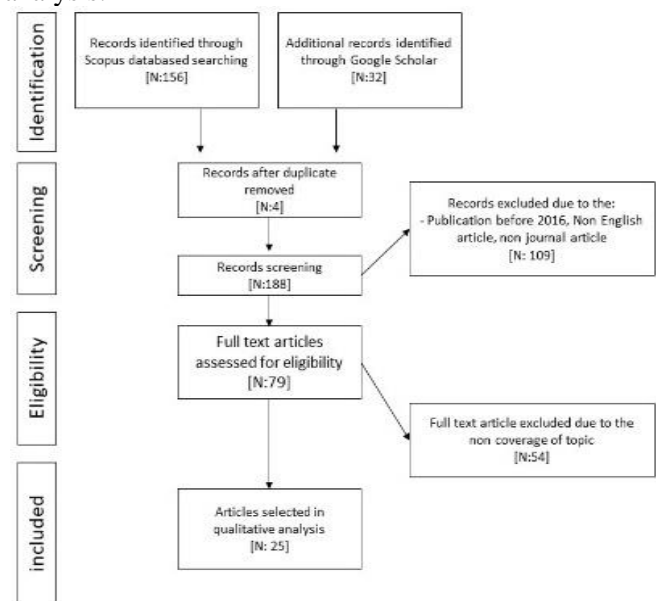 Identification
Records identified through
Scopus databased searching
[N:156]
Additional records identified
through Google Scholar
[N:32]
Screening
Records after duplicate
removed
[N:4]
Records excluded due to the:
- Publication before 2016, Non English
article, non journal article
[N: 109]
Records screening
[N:188]
Eligibility
Full text articles
assessed for eligibility
[N:79]
Full text article excluded due to the
non coverage of topic
[N:54]
included
Articles selected in
qualitative analysis
[N: 25]